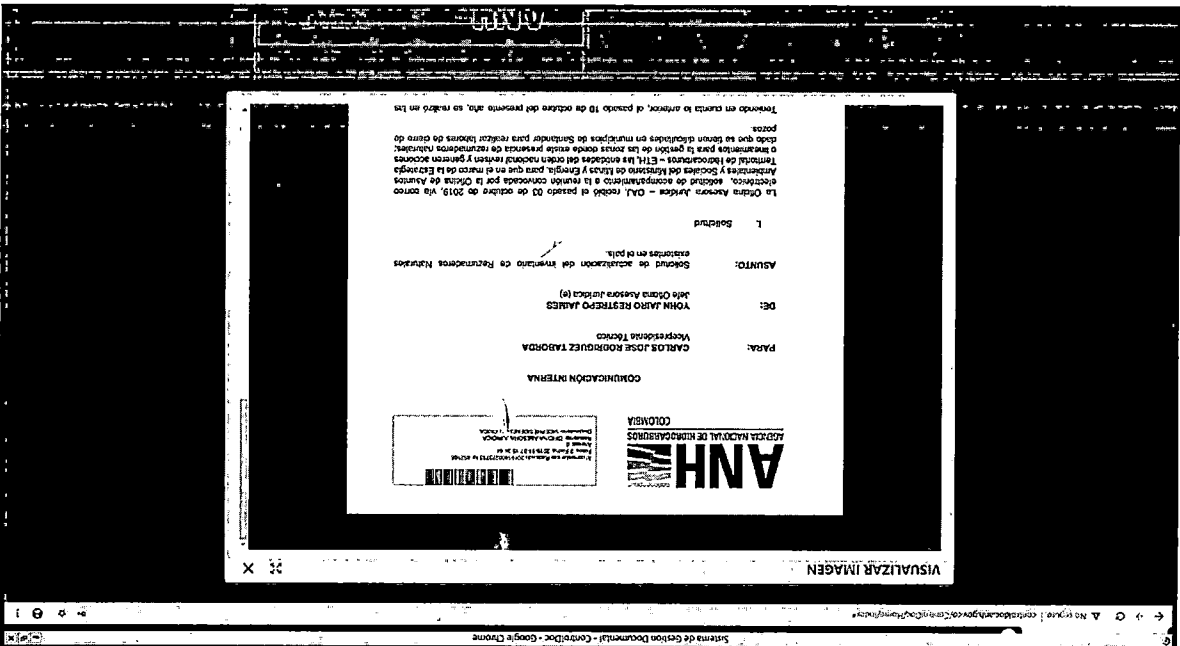 Sistema de Gestión Documental - ControlDoc - Google Chrome
No seguro
VISUALIZAR IMAGEN
ANH
AGENCIA NACIONAL DE HIDROCARBUROS
COLOMBIA
COMUNICACIÓN INTERNA
PARA: CARLOS JOSE RODRIGUEZ TABORDA
Vicepresidente Técnico
DE: YOHN JAIRO RESTREPO JAIMES
Jefe Oficina Asesora Jurídica (e)
ASUNTO: Solicitud de actualización del inventario de Rezumaderos Naturales
existentes en el país.
1. Solicitud
La Oficina Asesora Jurídica – OAJ, recibió el pasado 03 de octubre de 2019, vía correo
electrónico, solicitud de acompañamiento a la reunión convocada por la Oficina de Asuntos
Ambientales y Sociales del Ministerio de Minas y Energía, para que en el marco de la Estrategia
Territorial de Hidrocarburos – ETH, las entidades del orden nacional revisen y generen acciones
o lineamientos para la gestión de las zonas donde existe presencia de rezumaderos naturales;
dado que se tienen dificultades en municipios de Santander para realizar labores de cierre de
pozos.
Teniendo en cuenta lo anterior, el pasado 10 de octubre del presente año, se realizó en las
ANH